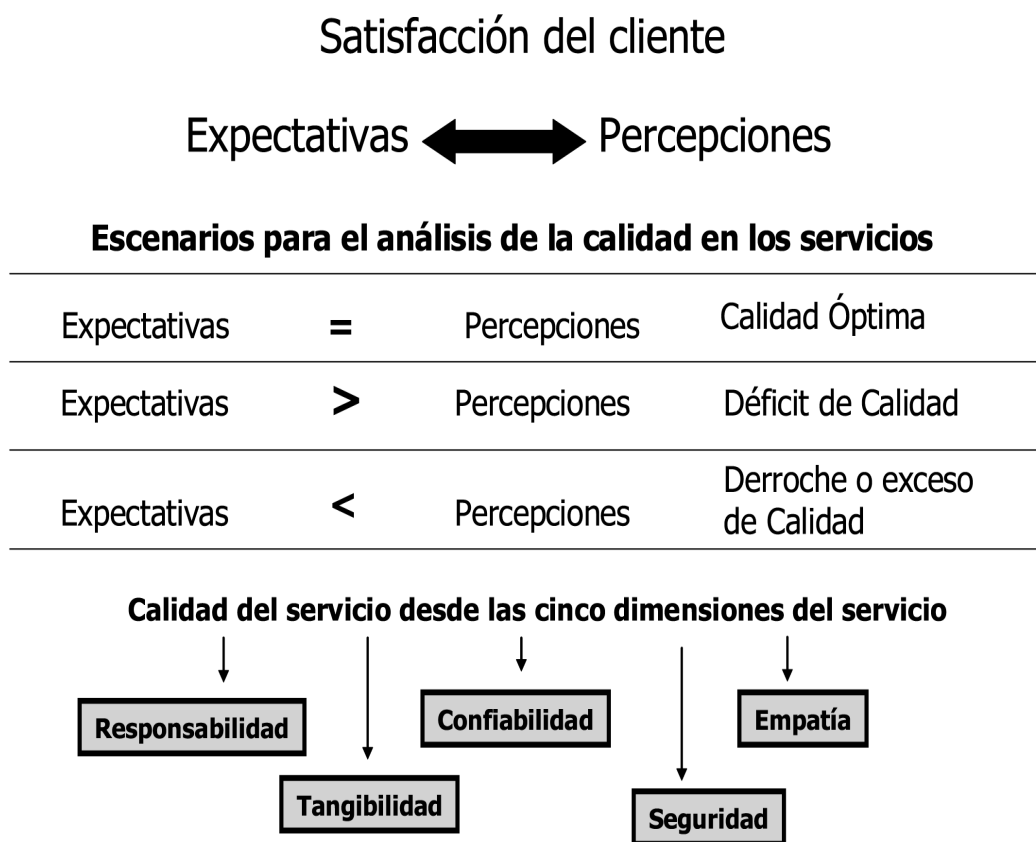 Satisfacción del cliente
Expectativas Percepciones
Escenarios para el análisis de la calidad en los servicios
Expectativas = Percepciones Calidad Óptima
Expectativas > Percepciones Déficit de Calidad
Expectativas < Percepciones Derroche o exceso
de Calidad
Calidad del servicio desde las cinco dimensiones del servicio
Responsabilidad
Confiabilidad
Empatía
Tangibilidad
Seguridad